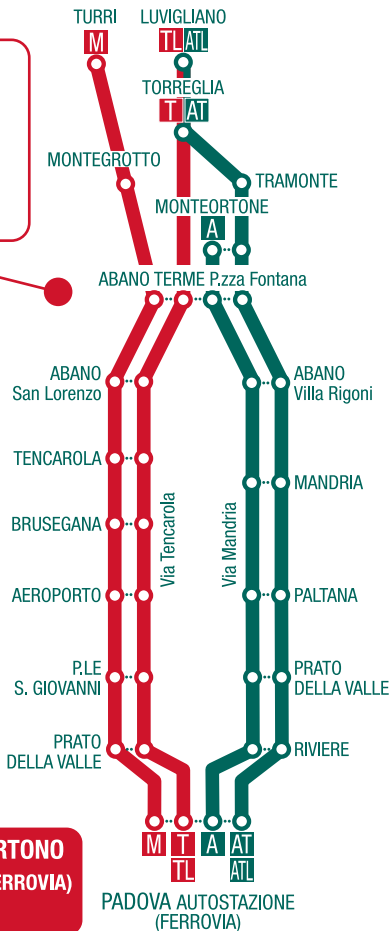 TURRI
M
LUVIGLIANO
TL ATL
TORREGLIA
T AT
MONTEGROTTO
TRAMONTE
MONTEORTONE
A
ABANO TERME P.zza Fontana
ABANO
San Lorenzo
ABANO
Villa Rigoni
TENCAROLA
MANDRIA
BRUSEGANA
Via Tencarola
Via Mandria
AEROPORTO
PALTANA
P.LE
S. GIOVANNI
PRATO
DELLA VALLE
PRATO
DELLA VALLE
RIVIERE
M T A AT
TL ATL
RTONO
ERROVIA)
PADOVA AUTOSTAZIONE
(FERROVIA)